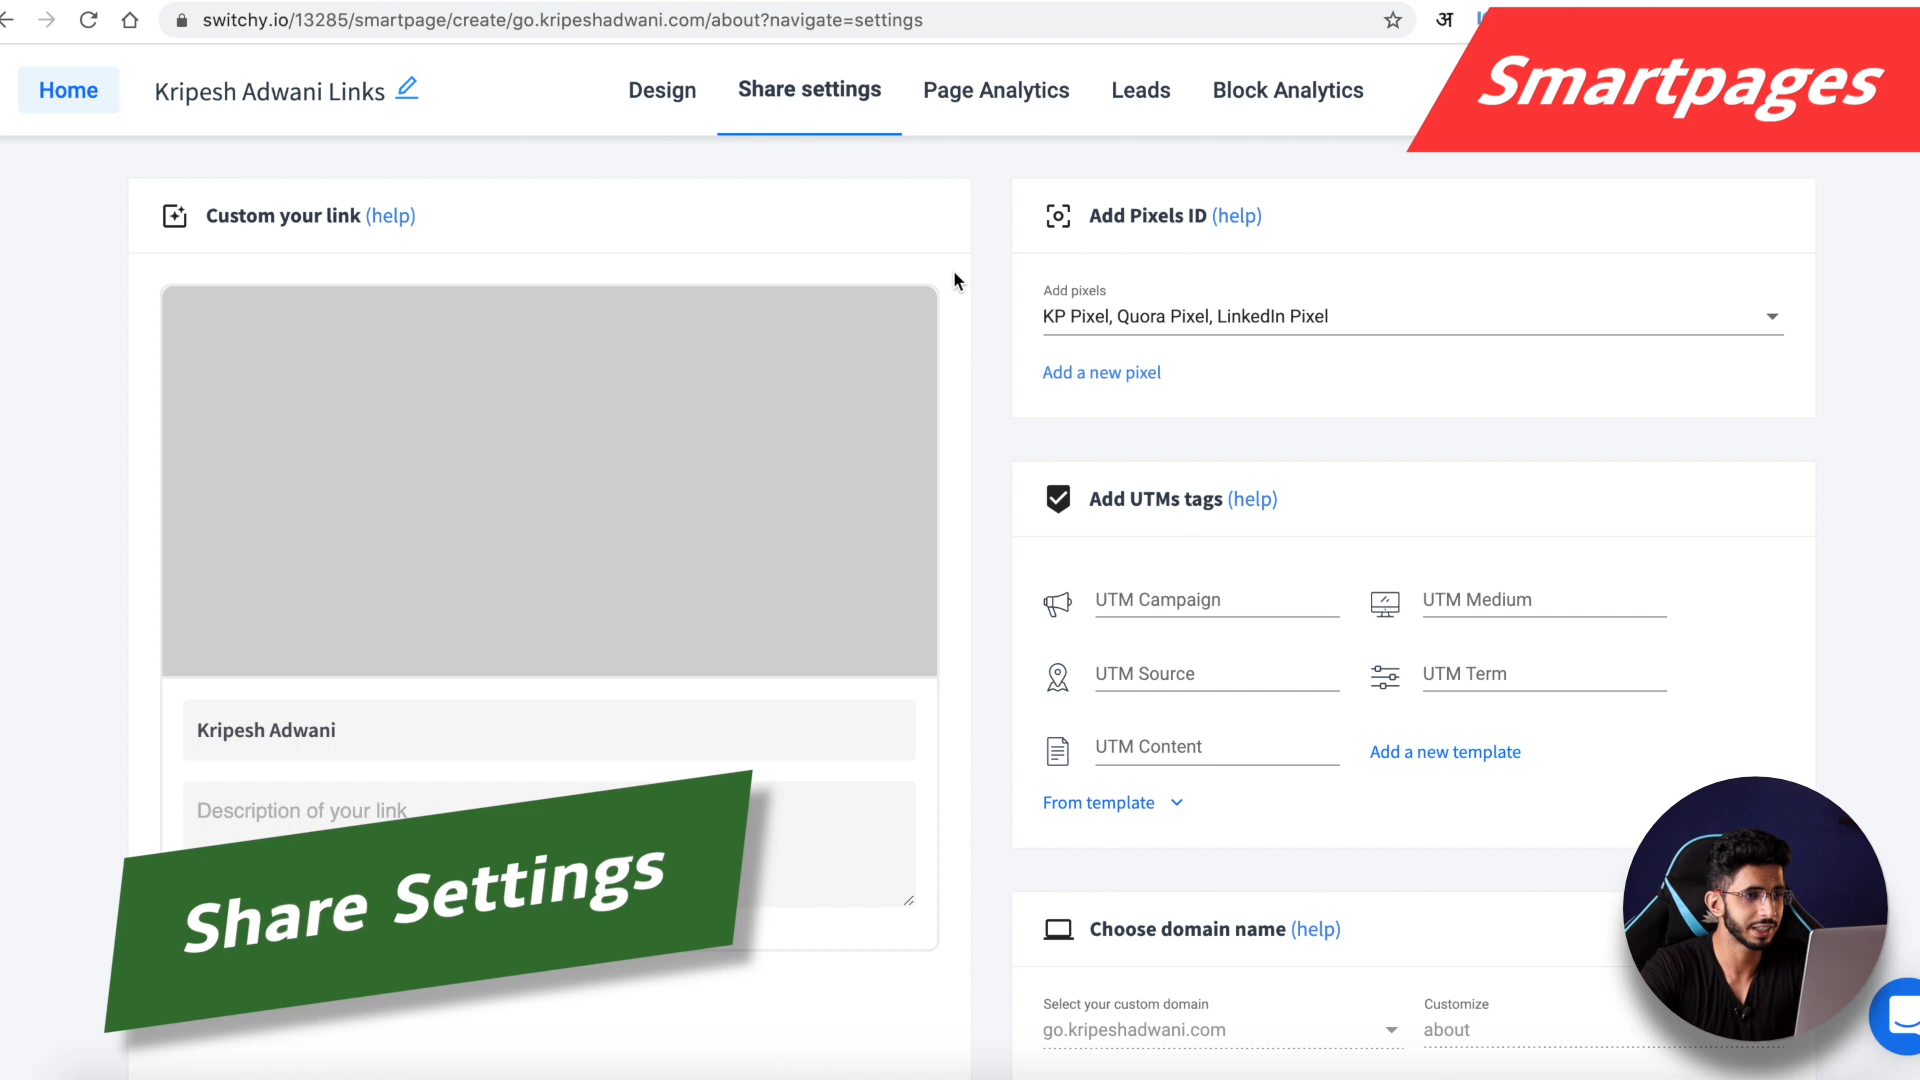 switchy.io/13285/smartpage/create/go.kripeshadwani.com/about?navigate=settings
अ
Smartpages
Home
Kripesh Adwani Links
Design
Share settings
Page Analytics
Leads
Block Analytics
Custom your link (help)
Kripesh Adwani
Description of your link
Share Settings
Add Pixels ID (help)
Add pixels
KP Pixel, Quora Pixel, LinkedIn Pixel
Add a new pixel
Add UTMs tags (help)
UTM Campaign
UTM Medium
UTM Source
UTM Term
UTM Content
Add a new template
From template
Choose domain name (help)
Select your custom domain
Customize
go.kripeshadwani.com
about